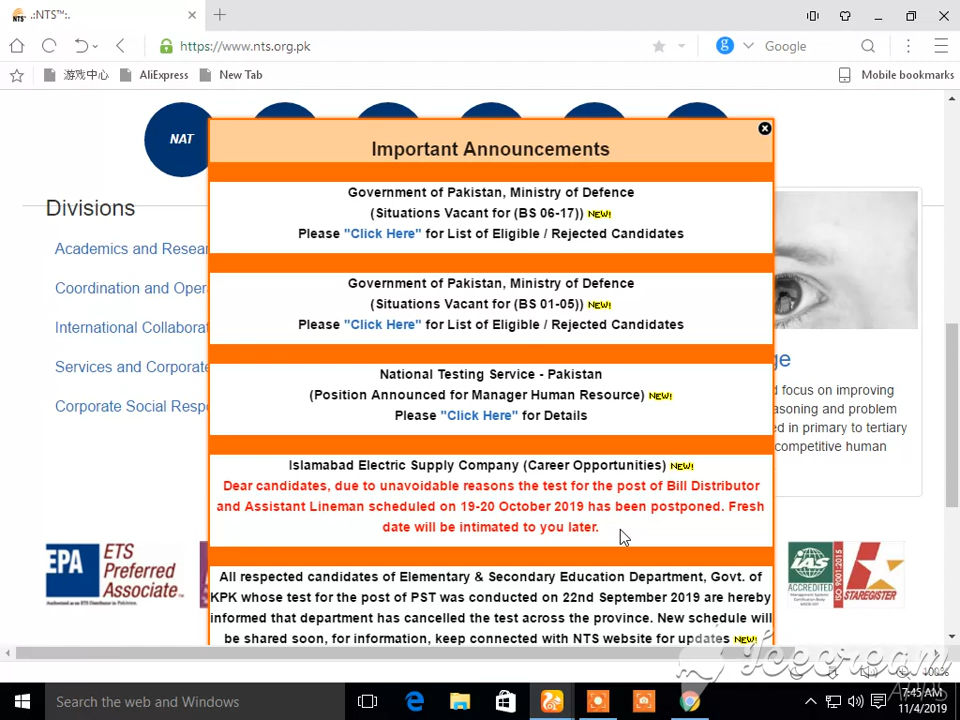 NTS
.:NTS™:.
https://www.nts.org.pk
g
Google
游戏中心
AliExpress
New Tab
Mobile bookmarks
NAT
Important Announcements
Government of Pakistan, Ministry of Defence
(Situations Vacant for (BS 06-17)) NEW!
Please "Click Here" for List of Eligible / Rejected Candidates
Government of Pakistan, Ministry of Defence
(Situations Vacant for (BS 01-05)) NEW!
Please "Click Here" for List of Eligible / Rejected Candidates
National Testing Service - Pakistan
(Position Announced for Manager Human Resource) NEW!
Please "Click Here" for Details
Islamabad Electric Supply Company (Career Opportunities) NEW!
Dear candidates, due to unavoidable reasons the test for the post of Bill Distributor
and Assistant Lineman scheduled on 19-20 October 2019 has been postponed. Fresh
date will be intimated to you later.
All respected candidates of Elementary & Secondary Education Department, Govt. of
KPK whose test for the post of PST was conducted on 22nd September 2019 are hereby
informed that department has cancelled the test across the province. New schedule will
be shared soon, for information, keep connected with NTS website for updates NEW!
Divisions
Academics and Resear
Coordination and Oper
International Collaborat
Services and Corporate
Corporate Social Respo
ge
d focus on improving
asoning and problem
ed in primary to tertiary
competitive human
EPA
ETS
Preferred
Associate
IAS
ACCREDITED
ISO 9001:2015
STAREGISTER
Icecream
APPS
100%
Search the web and Windows
7:45 AM
11/4/2019